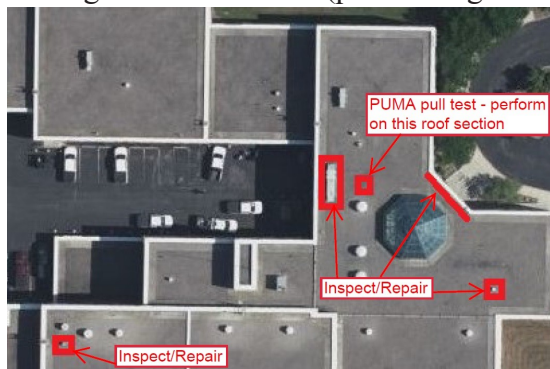 PUMA pull test - perform
on this roof section
Inspect/Repair
Inspect/Repair